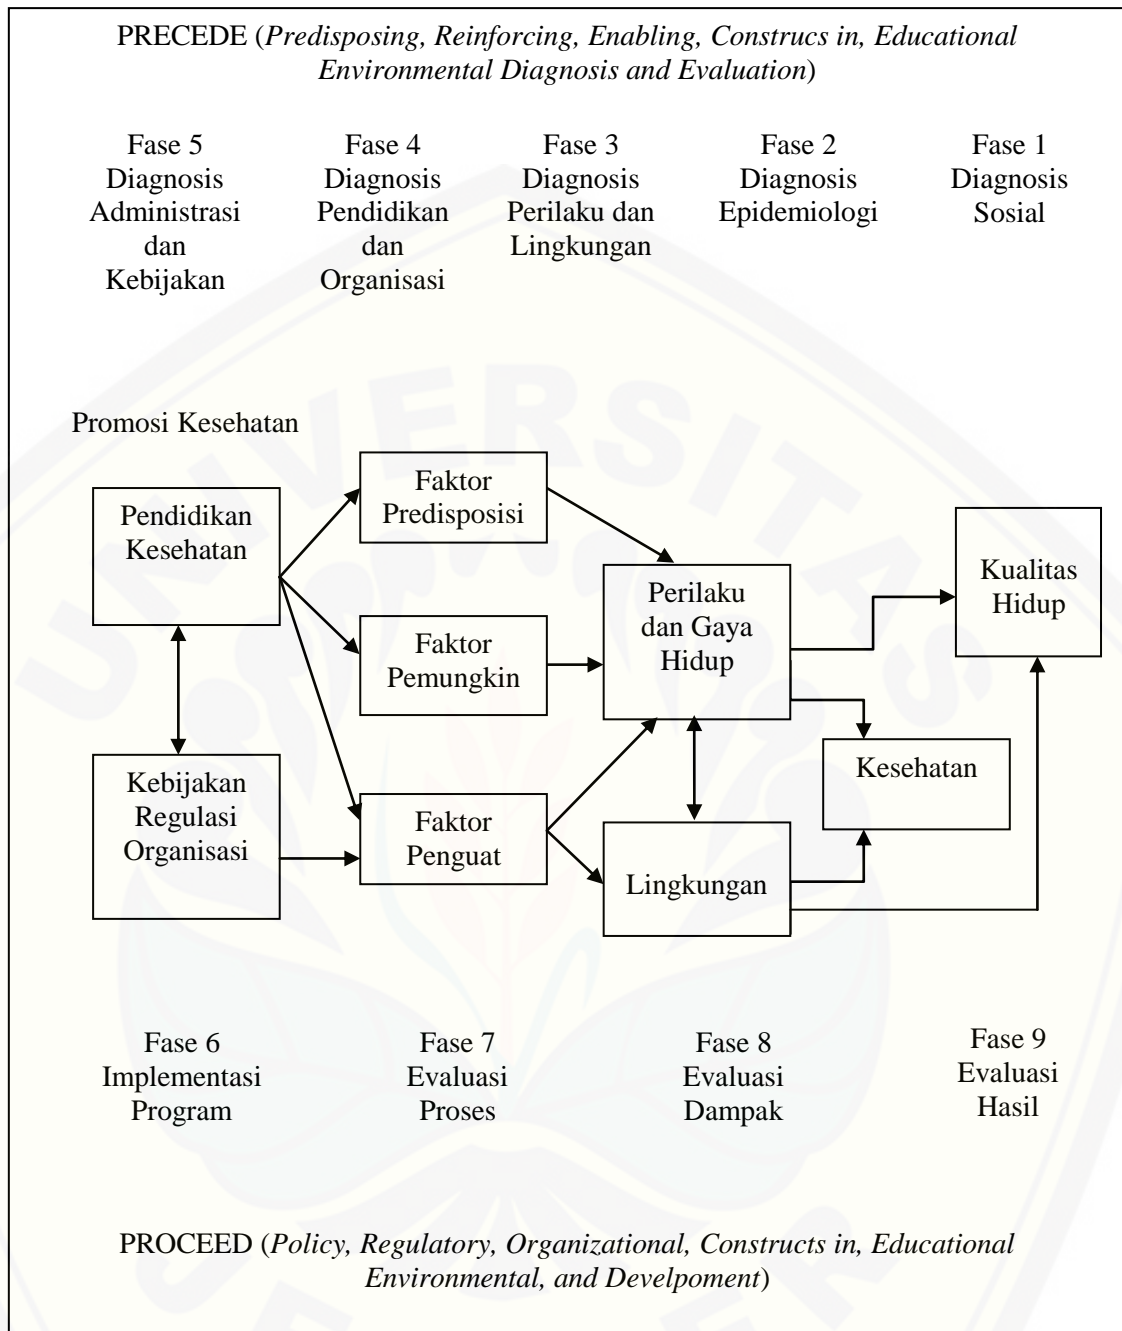 PRECEDE (Predisposing, Reinforcing, Enabling, Construcs in, Educational
Environmental Diagnosis and Evaluation)
Fase 5
Diagnosis
Administrasi
dan
Kebijakan
Fase 4
Diagnosis
Pendidikan
dan
Organisasi
Fase 3
Diagnosis
Perilaku dan
Lingkungan
Fase 2
Diagnosis
Epidemiologi
Fase 1
Diagnosis
Sosial
Promosi Kesehatan
Pendidikan
Kesehatan
Kebijakan
Regulasi
Organisasi
Faktor
Predisposisi
Faktor
Pemungkin
Faktor
Penguat
Perilaku
dan Gaya
Hidup
Lingkungan
Kesehatan
Kualitas
Hidup
Fase 6
Implementasi
Program
Fase 7
Evaluasi
Proses
Fase 8
Evaluasi
Dampak
Fase 9
Evaluasi
Hasil
PROCEED (Policy, Regulatory, Organizational, Constructs in, Educational
Environmental, and Develpoment)
UNIVERSITAS